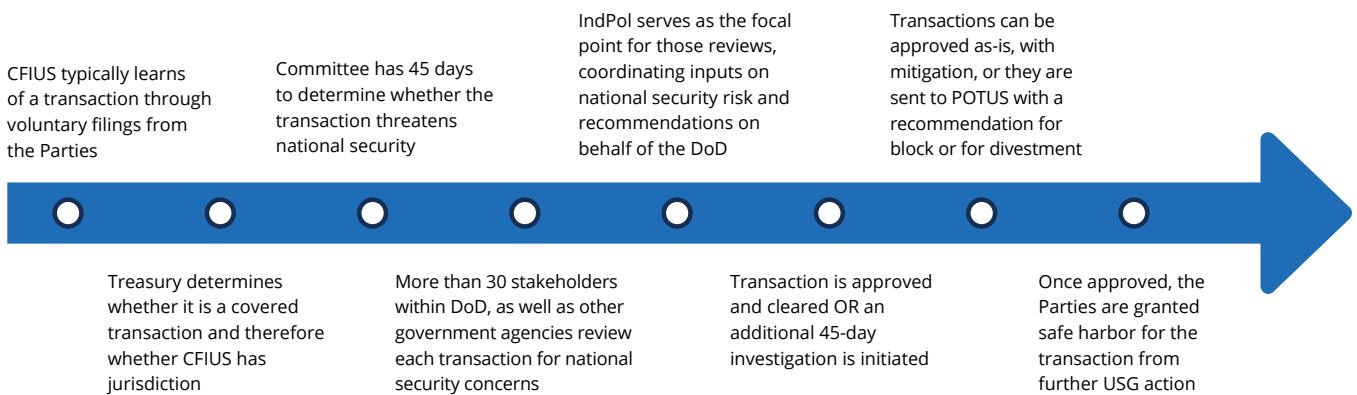 CFIUS typically learns
of a transaction through
voluntary filings from
the Parties
Treasury determines
whether it is a covered
transaction and therefore
whether CFIUS has
jurisdiction
Committee has 45 days
to determine whether the
transaction threatens
national security
More than 30 stakeholders
within DoD, as well as other
government agencies review
each transaction for national
security concerns
IndPol serves as the focal
point for those reviews,
coordinating inputs on
national security risk and
recommendations on
behalf of the DoD
Transaction is approved
and cleared OR an
additional 45-day
investigation is initiated
Transactions can be
approved as-is, with
mitigation, or they are
sent to POTUS with a
recommendation for
block or for divestment
Once approved, the
Parties are granted
safe harbor for the
transaction from
further USG action